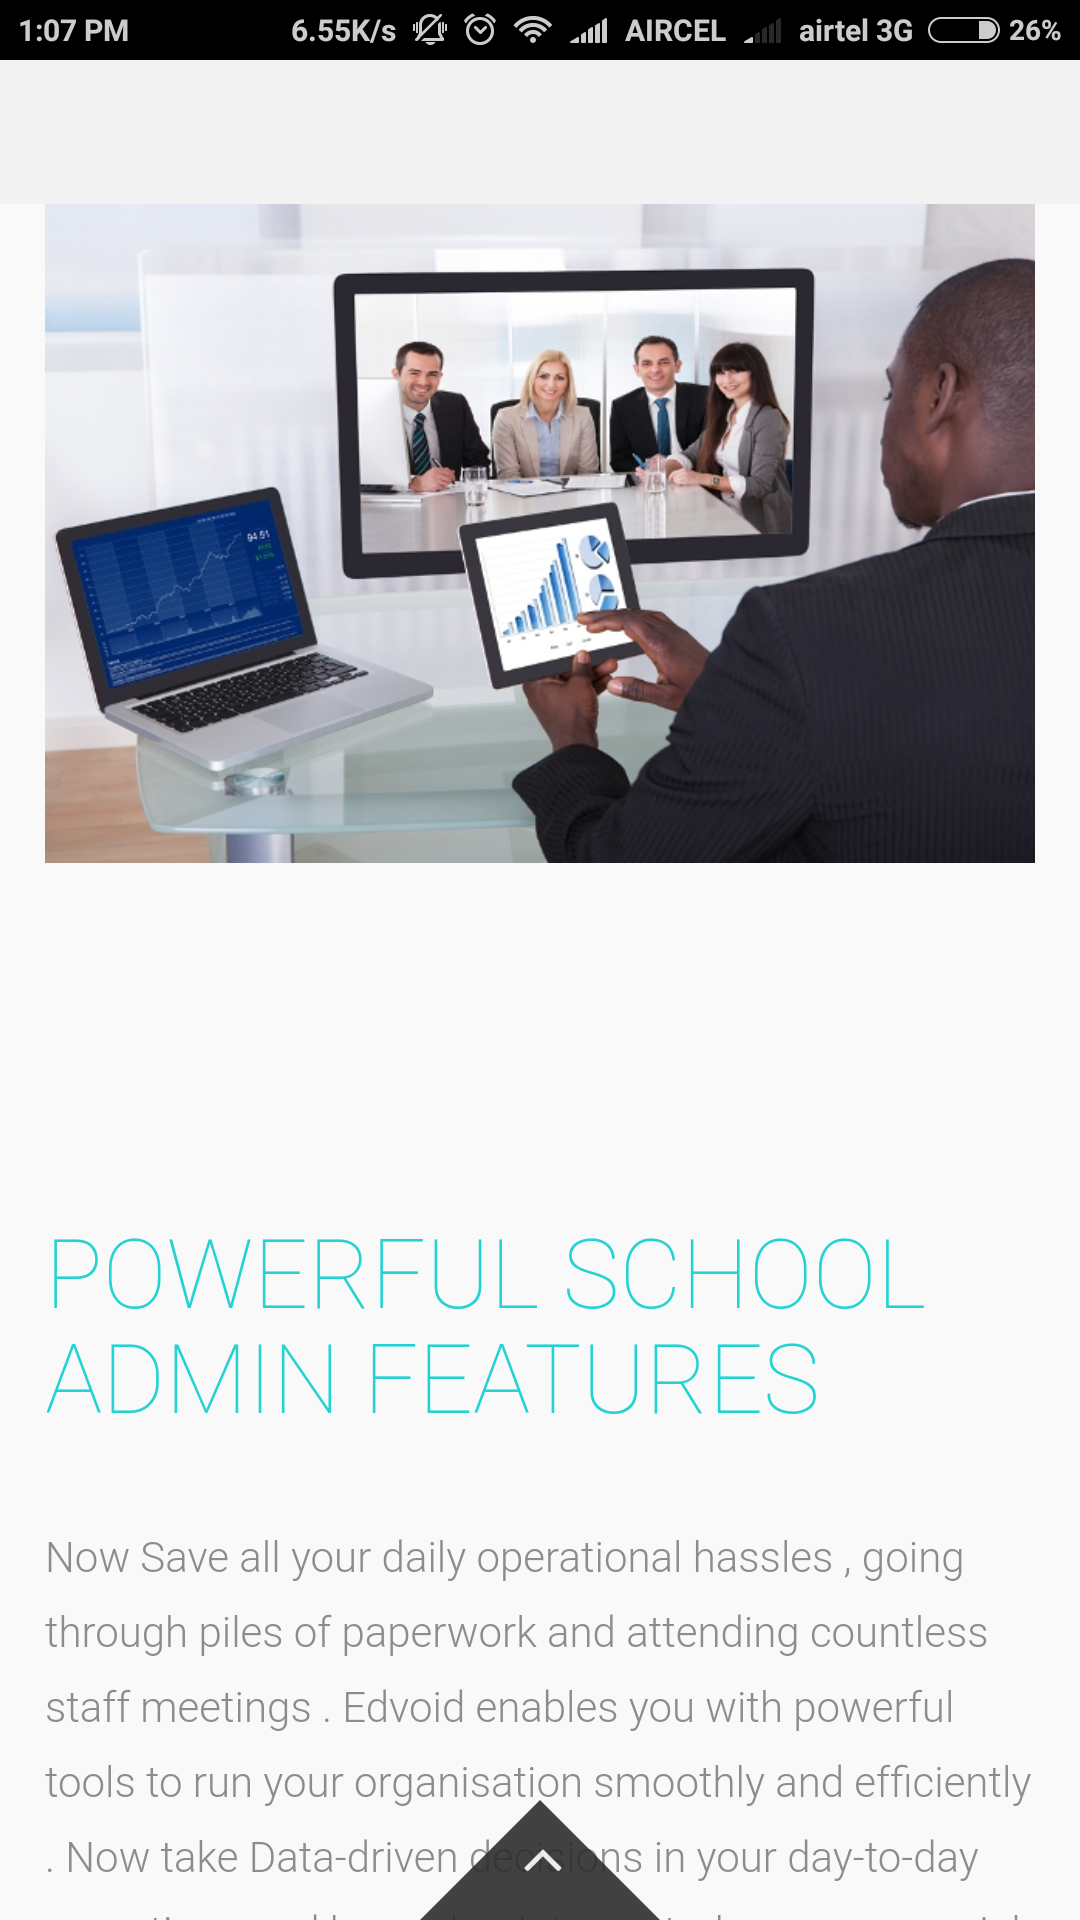 1:07 PM 6.55K/s AIRCEL airtel 3G 26%
94.51
POWERFUL SCHOOL
ADMIN FEATURES
Now Save all your daily operational hassles , going
through piles of paperwork and attending countless
staff meetings . Edvoid enables you with powerful
tools to run your organisation smoothly and efficiently
. Now take Data-driven decisions in your day-to-day